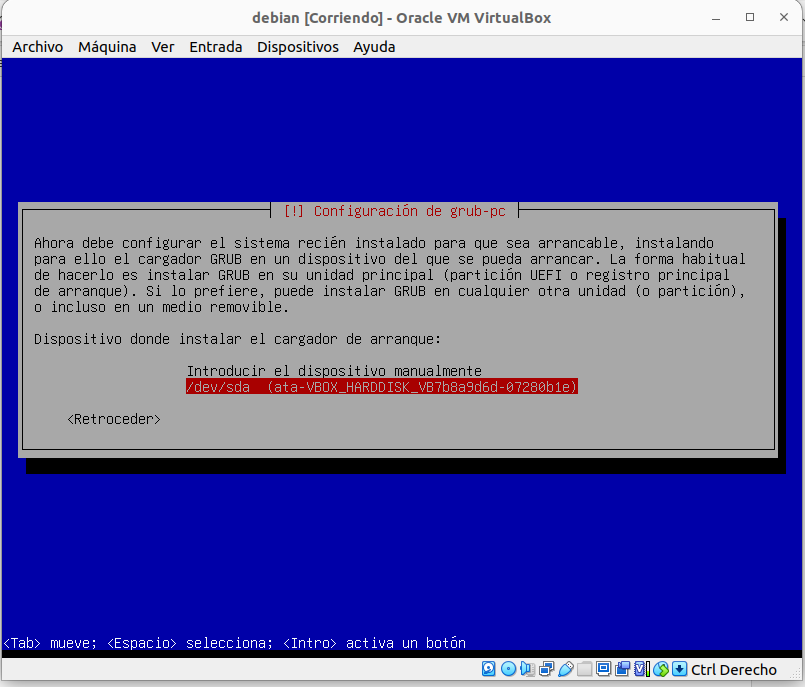 debian [Corriendo] - Oracle VM VirtualBox
Archivo Máquina Ver Entrada Dispositivos Ayuda
[!] Configuración de grub-pc
Ahora debe configurar el sistema recién instalado para que sea arrancable, instalando
para ello el cargador GRUB en un dispositivo del que se pueda arrancar. La forma habitual
de hacerlo es instalar GRUB en su unidad principal (partición UEFI o registro principal
de arranque). Si lo prefiere, puede instalar GRUB en cualquier otra unidad (o partición),
o incluso en un medio removible.
Dispositivo donde instalar el cargador de arranque:
Introducir el dispositivo manualmente
/dev/sda (ata-VBOX_HARDDISK_VB7b8a9d6d-07280b1e)
<Retroceder>
<Tab> mueve; <Espacio> selecciona; <Intro> activa un botón
Ctrl Derecho